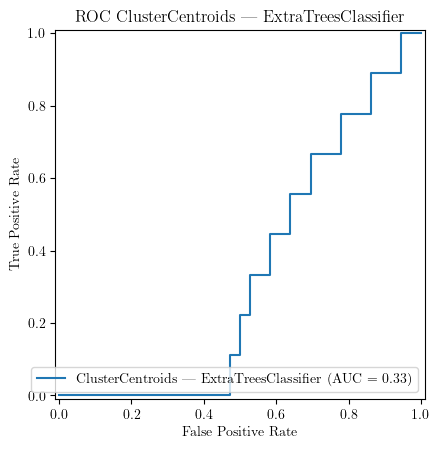 ROC ClusterCentroids — ExtraTreesClassifier
True Positive Rate
1.0
0.8
0.6
0.4
0.2
0.0
ClusterCentroids — ExtraTreesClassifier (AUC = 0.33)
0.0 0.2 0.4 0.6 0.8 1.0
False Positive Rate